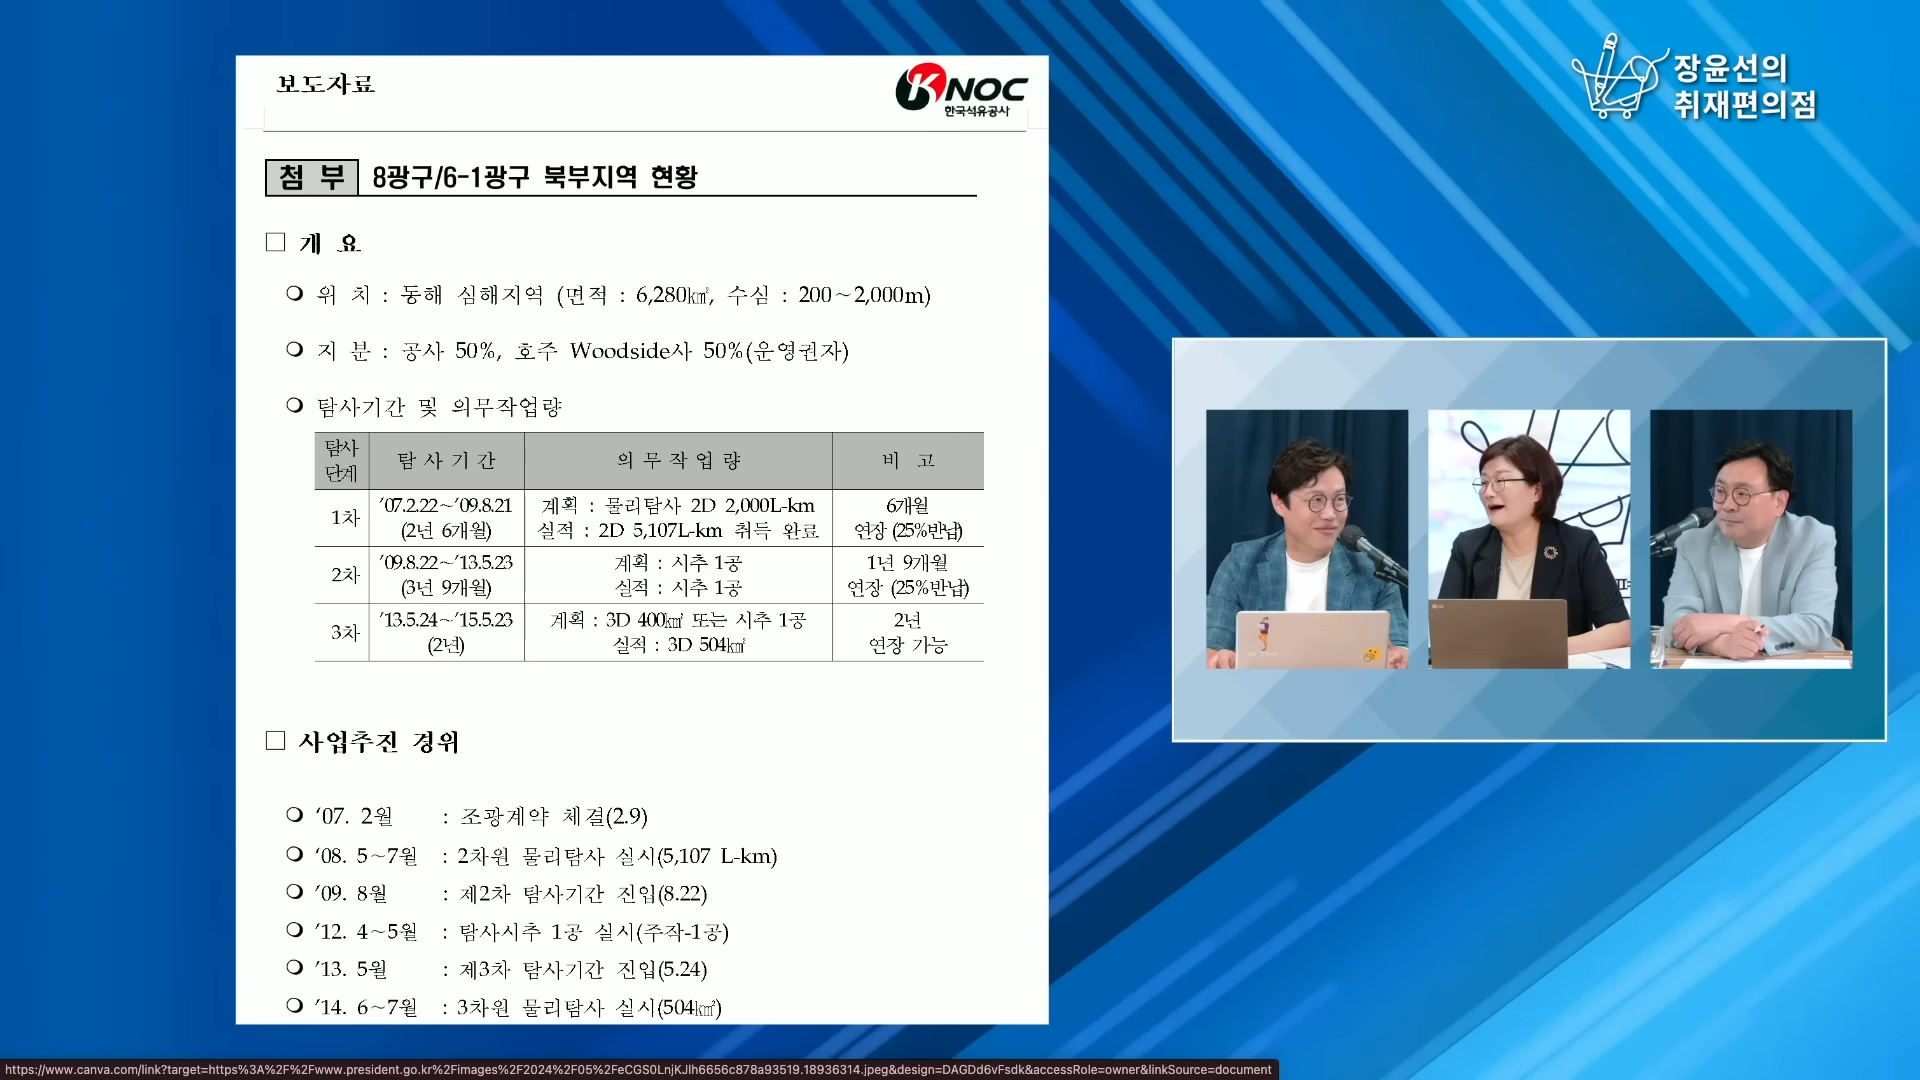 보도자료
KNOC
한국석유공사
첨 부 8광구/6-1광구 북부지역 현황
□ 개 요
❍ 위 치 : 동해 심해지역 (면적 : 6,280㎢, 수심 : 200~2,000m)
❍ 지 분 : 공사 50%, 호주 Woodside사 50%(운영권자)
❍ 탐사기간 및 의무작업량
탐사단계 탐사기간 의무작업량 비 고
1차 '07.2.22~'09.8.21 (2년 6개월) 계획 : 물리탐사 2D 2,000L-km 실적 : 2D 5,107L-km 취득 완료 6개월 연장 (25%반납)
2차 '09.8.22~'13.5.23 (3년 9개월) 계획 : 시추 1공 실적 : 시추 1공 1년 9개월 연장 (25%반납)
3차 '13.5.24~'15.5.23 (2년) 계획 : 3D 400㎢ 또는 시추 1공 실적 : 3D 504㎢ 2년 연장 가능
□ 사업추진 경위
❍ '07. 2월 : 조광계약 체결(2.9)
❍ '08. 5~7월 : 2차원 물리탐사 실시(5,107 L-km)
❍ '09. 8월 : 제2차 탐사기간 진입(8.22)
❍ '12. 4~5월 : 탐사시추 1공 실시(주작-1공)
❍ '13. 5월 : 제3차 탐사기간 진입(5.24)
❍ '14. 6~7월 : 3차원 물리탐사 실시(504㎢)
장윤선의
취재편의점
https://www.canva.com/link?target=https%3A%2F%2Fwww.president.go.kr%2Fimages%2F2024%2F05%2FeCGS0LnjKJlh6656c878a93519.18936314.jpeg&design=DAGDd6vFsdk&accessRole=owner&linkSource=document